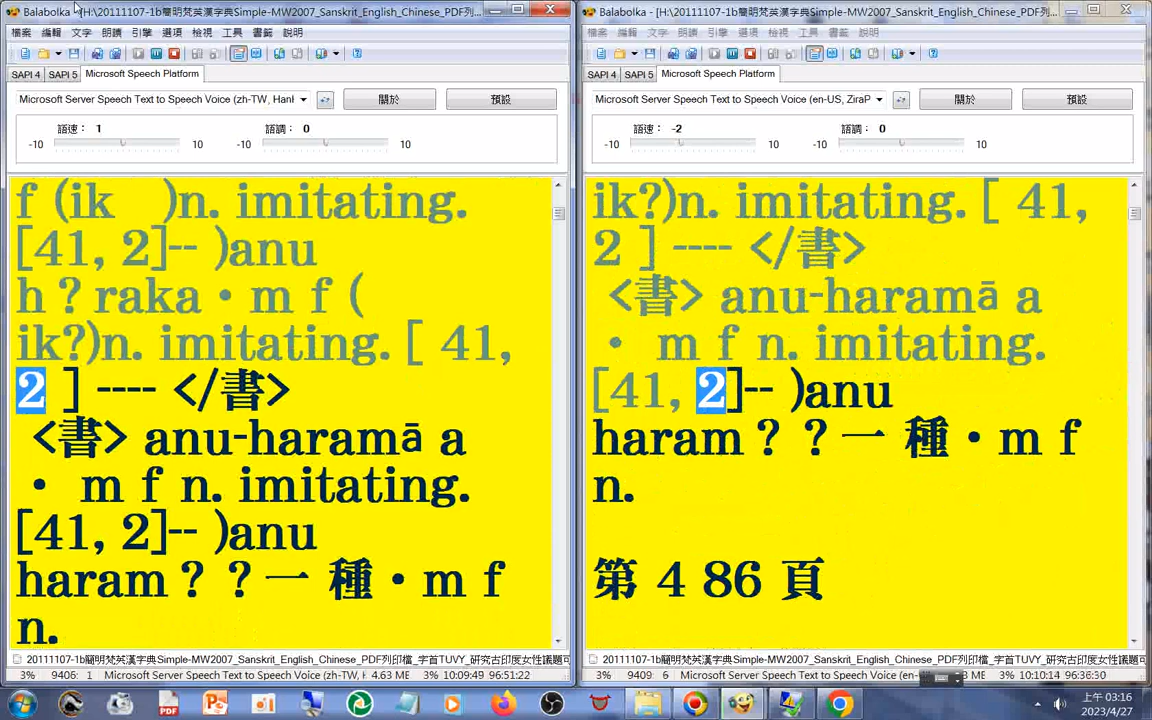 Balabolka - [H:\20111107-1b簡明梵英漢字典Simple-MW2007_Sanskrit_English_Chinese_PDF列...
檔案 編輯 文字 朗讀 引擎 選項 檢視 工具 書籤 說明
SAPI 4 SAPI 5 Microsoft Speech Platform
Microsoft Server Speech Text to Speech Voice (zh-TW, Hanl
關於 預設
語速： 1 語調： 0
-10 10 -10 10
f (ik )n. imitating.
[41, 2]-- )anu
h ? raka • m f (
ik?)n. imitating. [ 41,
2 ] ---- </書>
<書> anu-haramā a
• m f n. imitating.
[41, 2]-- )anu
haram ? ? 一 種 • m f
n.
20111107-1b簡明梵英漢字典Simple-MW2007_Sanskrit_English_Chinese_PDF列印檔_字首TUVY_研究古印度女性議題可
3% 9406: 1 Microsoft Server Speech Text to Speech Voice (zh-TW, 4.63 ME 3% 10:09:49 96:51:22
Balabolka - [H:\20111107-1b簡明梵英漢字典Simple-MW2007_Sanskrit_English_Chinese_PDF列...
檔案 編輯 文字 朗讀 引擎 選項 檢視 工具 書籤 說明
SAPI 4 SAPI 5 Microsoft Speech Platform
Microsoft Server Speech Text to Speech Voice (en-US, ZiraP
關於 預設
語速： -2 語調： 0
-10 10 -10 10
ik?)n. imitating. [ 41,
2 ] ---- </書>
<書> anu-haramā a
• m f n. imitating.
[41, 2]-- )anu
haram ? ? 一 種 • m f
n.
第 4 86 頁
20111107-1b簡明梵英漢字典Simple-MW2007_Sanskrit_English_Chinese_PDF列印檔_字首TUVY_研究古印度女性議題可
3% 9409: 6 Microsoft Server Speech Text to Speech Voice (en-US, 3% 10:10:14 96:36:30
上午 03:16
2023/4/27